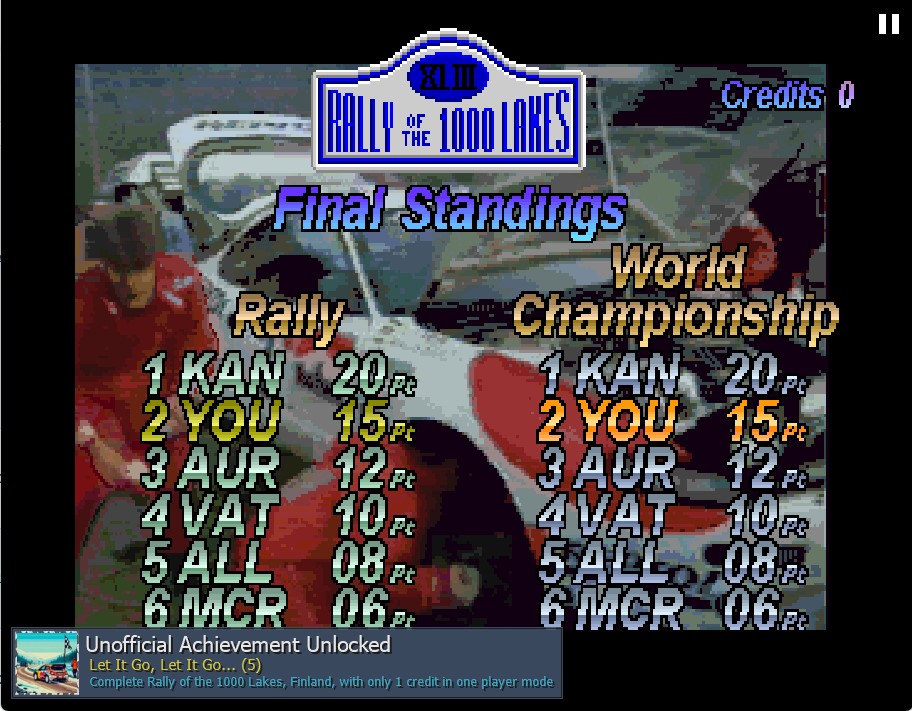 XLIII
RALLY OF THE 1000 LAKES
Credits 0
Final Standings
Rally
1 KAN 20Pt
2 YOU 15Pt
3 AUR 12Pt
4 VAT 10Pt
5 ALL 08Pt
6 MCR 06Pt
World
Championship
1 KAN 20Pt
2 YOU 15Pt
3 AUR 12Pt
4 VAT 10Pt
5 ALL 08Pt
6 MCR 06Pt
Unofficial Achievement Unlocked
Let It Go, Let It Go... (5)
Complete Rally of the 1000 Lakes, Finland, with only 1 credit in one player mode